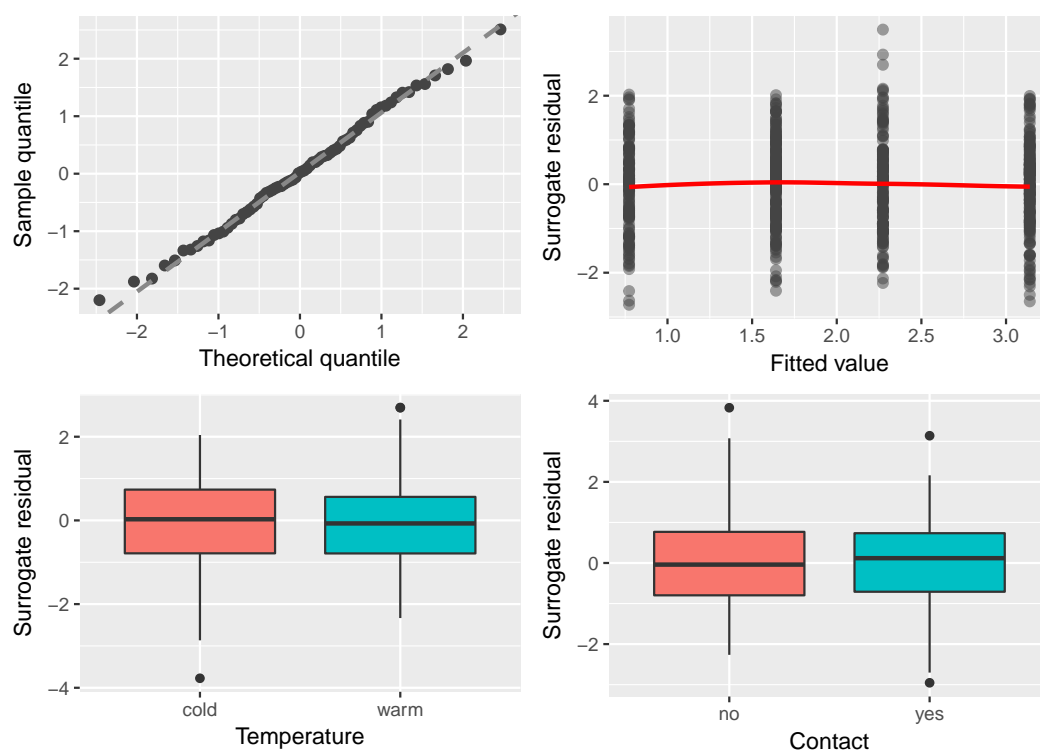 Sample quantile
2
1
0
−1
−2
−2
−1
0
1
2
Theoretical quantile
Surrogate residual
2
0
−2
1.0
1.5
2.0
2.5
3.0
Fitted value
Surrogate residual
2
0
−2
−4
cold
warm
Temperature
Surrogate residual
4
2
0
−2
no
yes
Contact